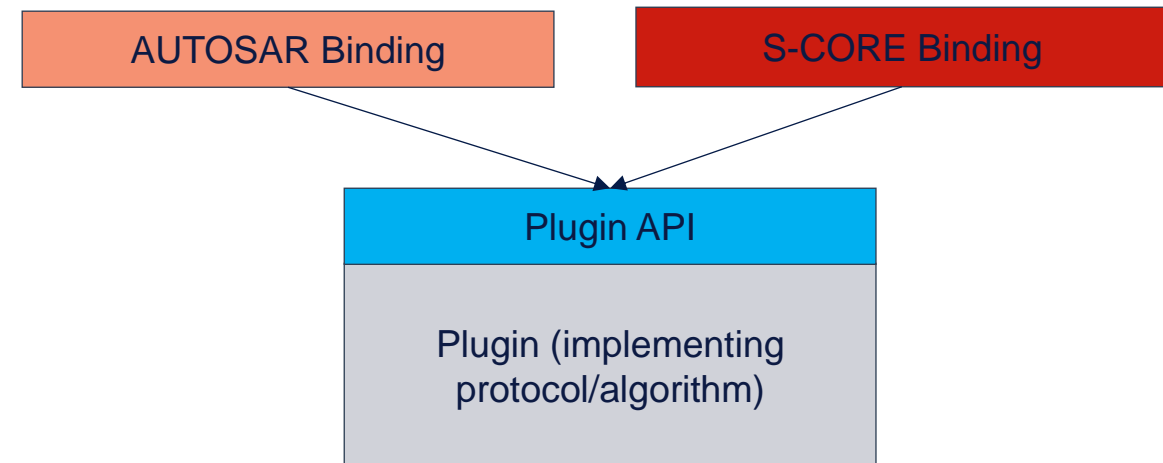 AUTOSAR Binding
S-CORE Binding
Plugin API
Plugin (implementing
protocol/algorithm)